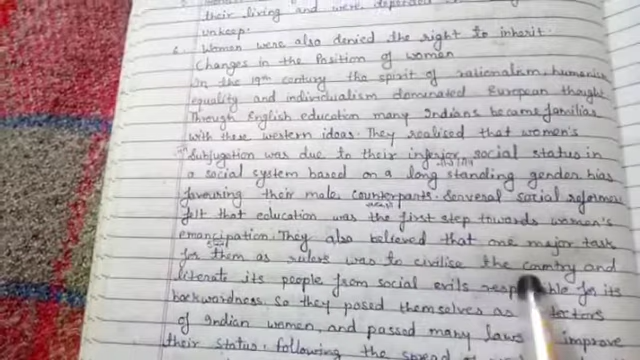 their living and were depended
unkeep.
6. Women were also denied the right to inherit.
Changes in the Position of women
In the 19th century the spirit of rationalism, humanism
equality and individualism dominated European thought
Through English education many Indians became familiar
with these western ideas. They realised that women's
Subjugation was due to their inferior social status in
a social system based on a long standing gender bias
favouring their male counterparts. Several social reformers
felt that education was the first step towards women's
emancipation. They also believed that one major task
for them as rulers was to civilise the country and
literate its people from social evils for its
backwardness. So they posed themselves as
of Indian women, and passed many laws improve
their status. Following the spread